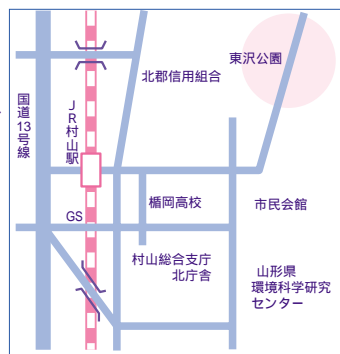 北郡信用組合
東沢公園
国道13号線
JR村山駅
楯岡高校
市民会館
GS
村山総合支庁
北庁舎
山形県
環境科学研究
センター